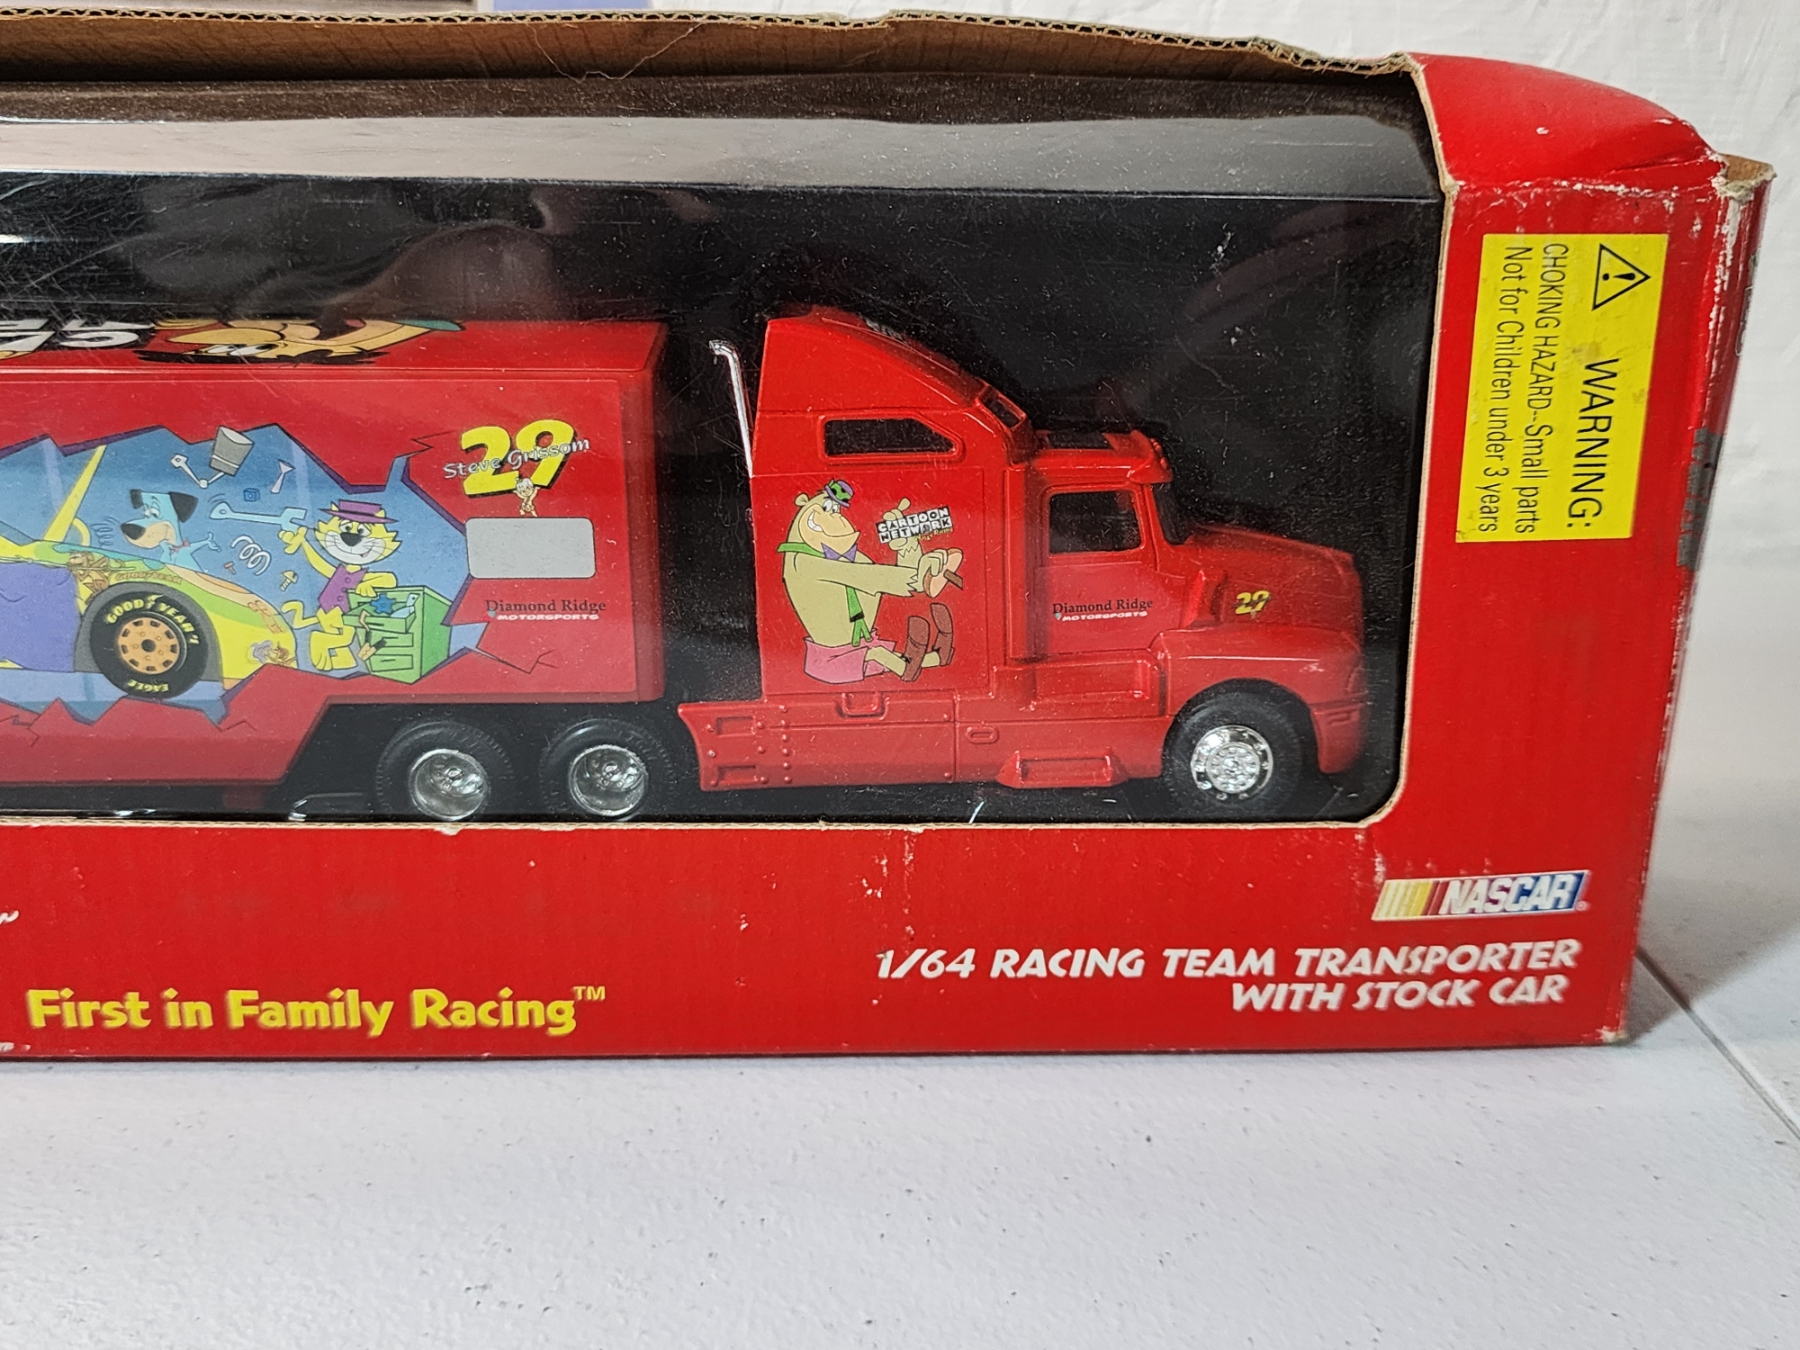 29
Steve Grissom
Diamond Ridge
MOTORSPORTS
GOODYEAR
EAGLE
CARTOON
NETWORK
Diamond Ridge
MOTORSPORTS
29
WARNING:
CHOKING HAZARD--Small parts
Not for Children under 3 years
NASCAR®
1/64 RACING TEAM TRANSPORTER
WITH STOCK CAR
First in Family Racing™